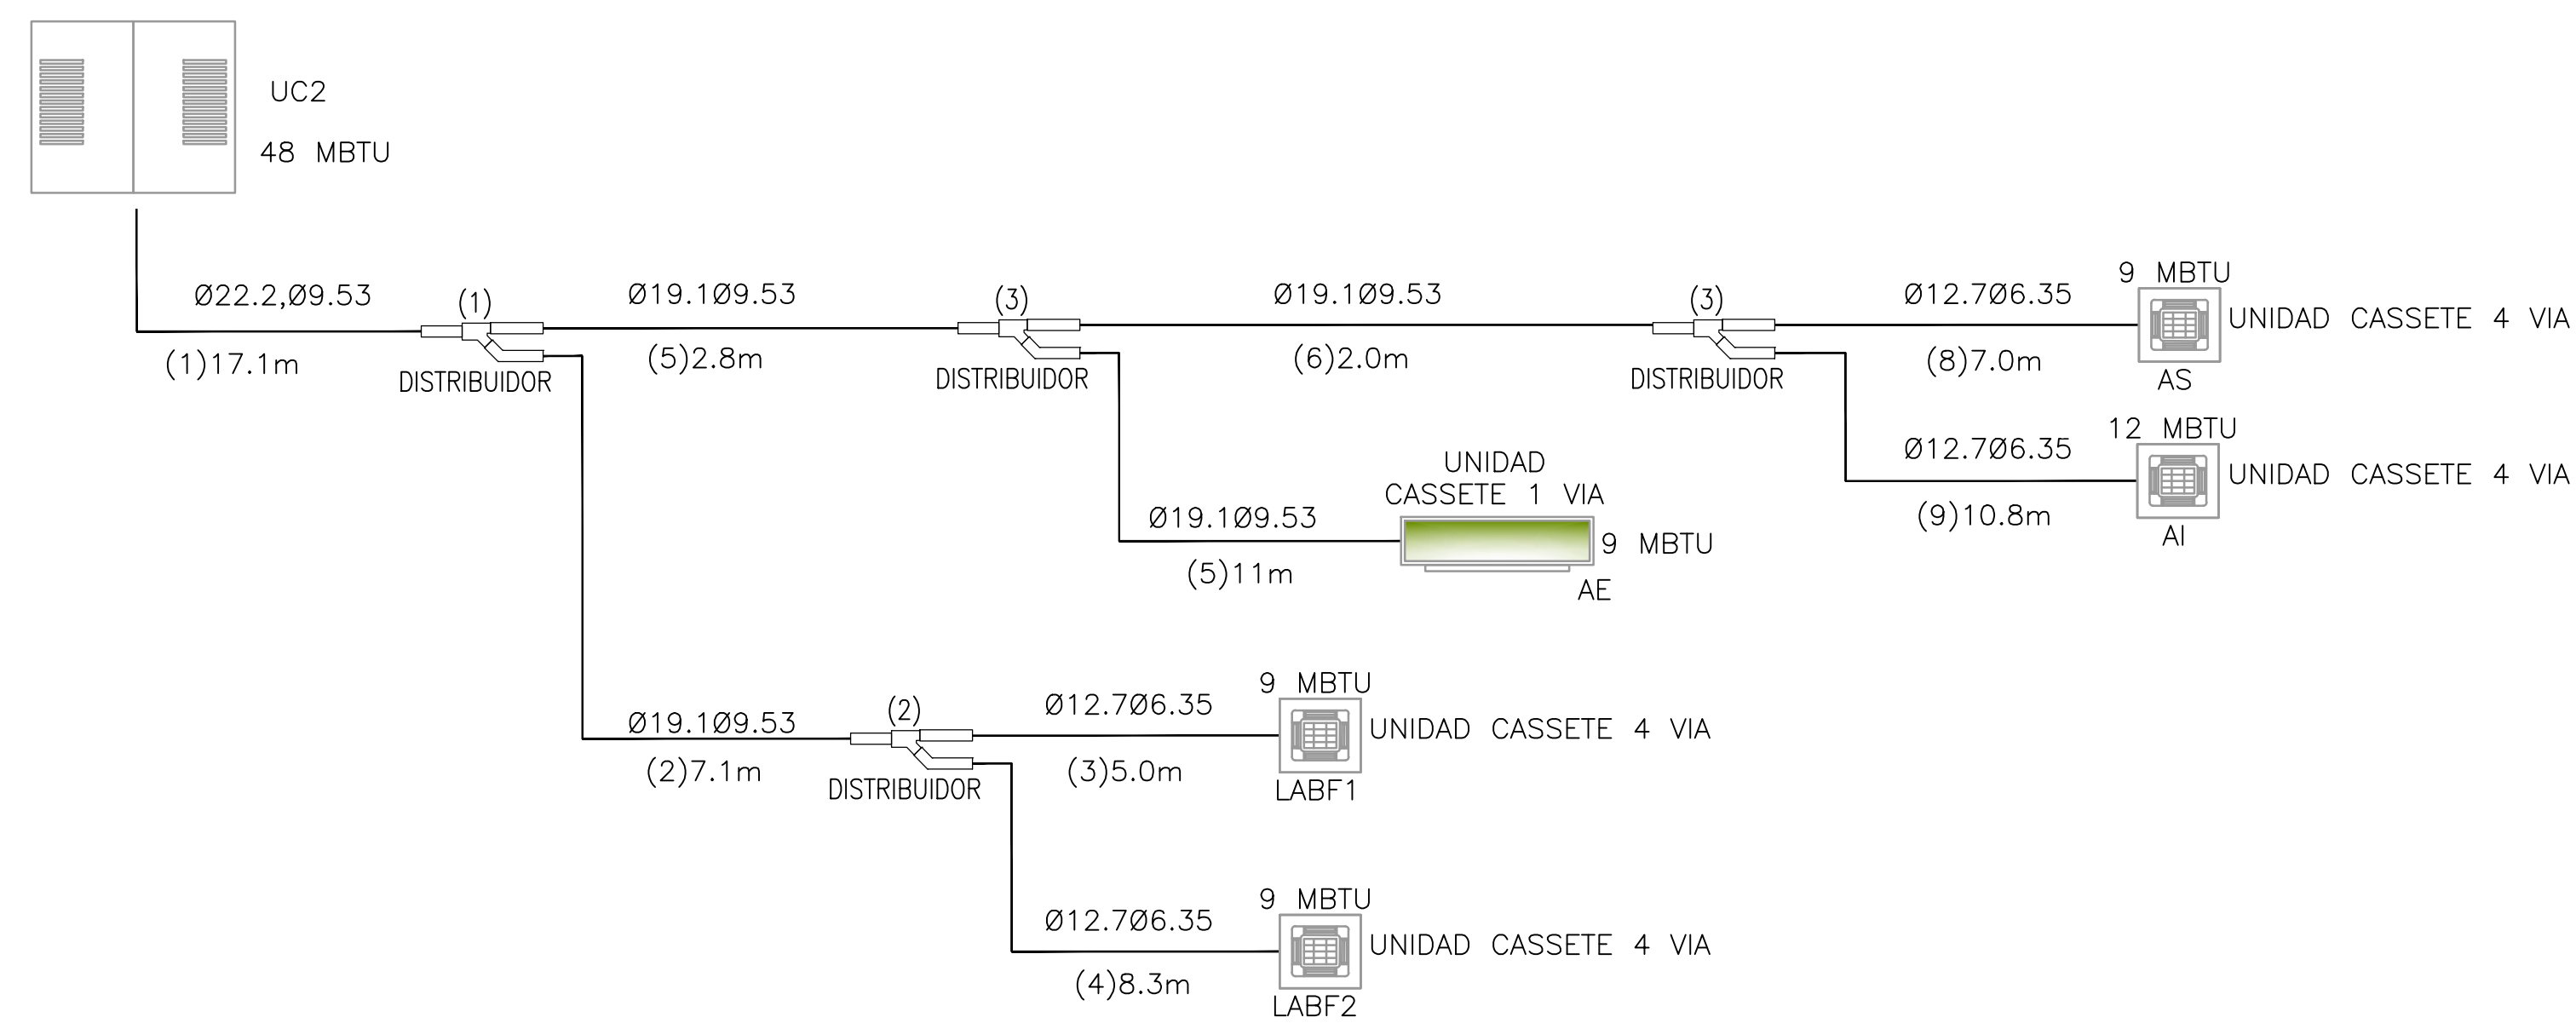 UC2
48 MBTU
Ø22.2,Ø9.53
(1)
Ø19.1Ø9.53
(3)
Ø19.1Ø9.53
(3)
Ø12.7Ø6.35
9 MBTU
UNIDAD CASSETE 4 VIA
(1)17.1m
DISTRIBUIDOR
(5)2.8m
DISTRIBUIDOR
(6)2.0m
DISTRIBUIDOR
(8)7.0m
AS
12 MBTU
Ø12.7Ø6.35
UNIDAD CASSETE 4 VIA
(9)10.8m
AI
UNIDAD
CASSETE 1 VIA
Ø19.1Ø9.53
9 MBTU
(5)11m
AE
9 MBTU
Ø19.1Ø9.53
(2)
Ø12.7Ø6.35
UNIDAD CASSETE 4 VIA
(2)7.1m
DISTRIBUIDOR
(3)5.0m
LABF1
9 MBTU
Ø12.7Ø6.35
UNIDAD CASSETE 4 VIA
(4)8.3m
LABF2